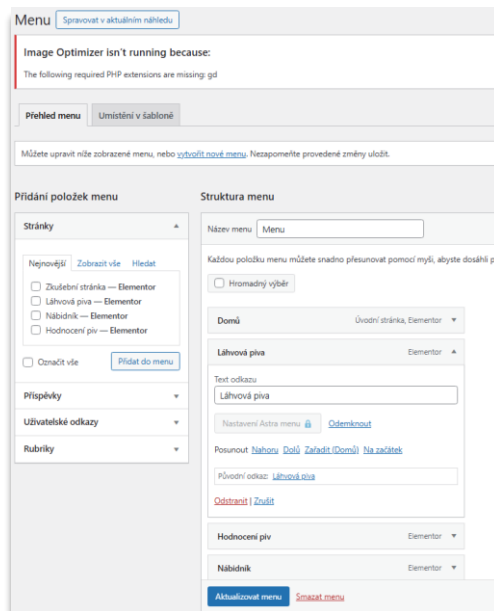 Menu
Spravovat v aktuálním náhledu
Image Optimizer isn't running because:
The following required PHP extensions are missing: gd
Přehled menu
Umístění v šabloně
Můžete upravit níže zobrazené menu, nebo vytvořit nové menu. Nezapomeňte provedené změny uložit.
Přidání položek menu
Stránky
Nejnovější Zobrazit vše Hledat
Zkušební stránka — Elementor
Láhvová piva — Elementor
Nábídník — Elementor
Hodnocení piv — Elementor
Označit vše
Přidat do menu
Příspěvky
Uživatelské odkazy
Rubriky
Struktura menu
Název menu Menu
Každou položku menu můžete snadno přesunovat pomocí myši, abyste dosáhli p
Hromadný výběr
Domů Úvodní stránka, Elementor
Láhvová piva Elementor
Text odkazu
Láhvová piva
Nastavení Astra menu Odemknout
Posunout Nahoru Dolů Zařadit (Domů) Na začátek
Původní odkaz: Láhvová piva
Odstranit | Zrušit
Hodnocení piv Elementor
Nábídník Elementor
Aktualizovat menu Smazat menu